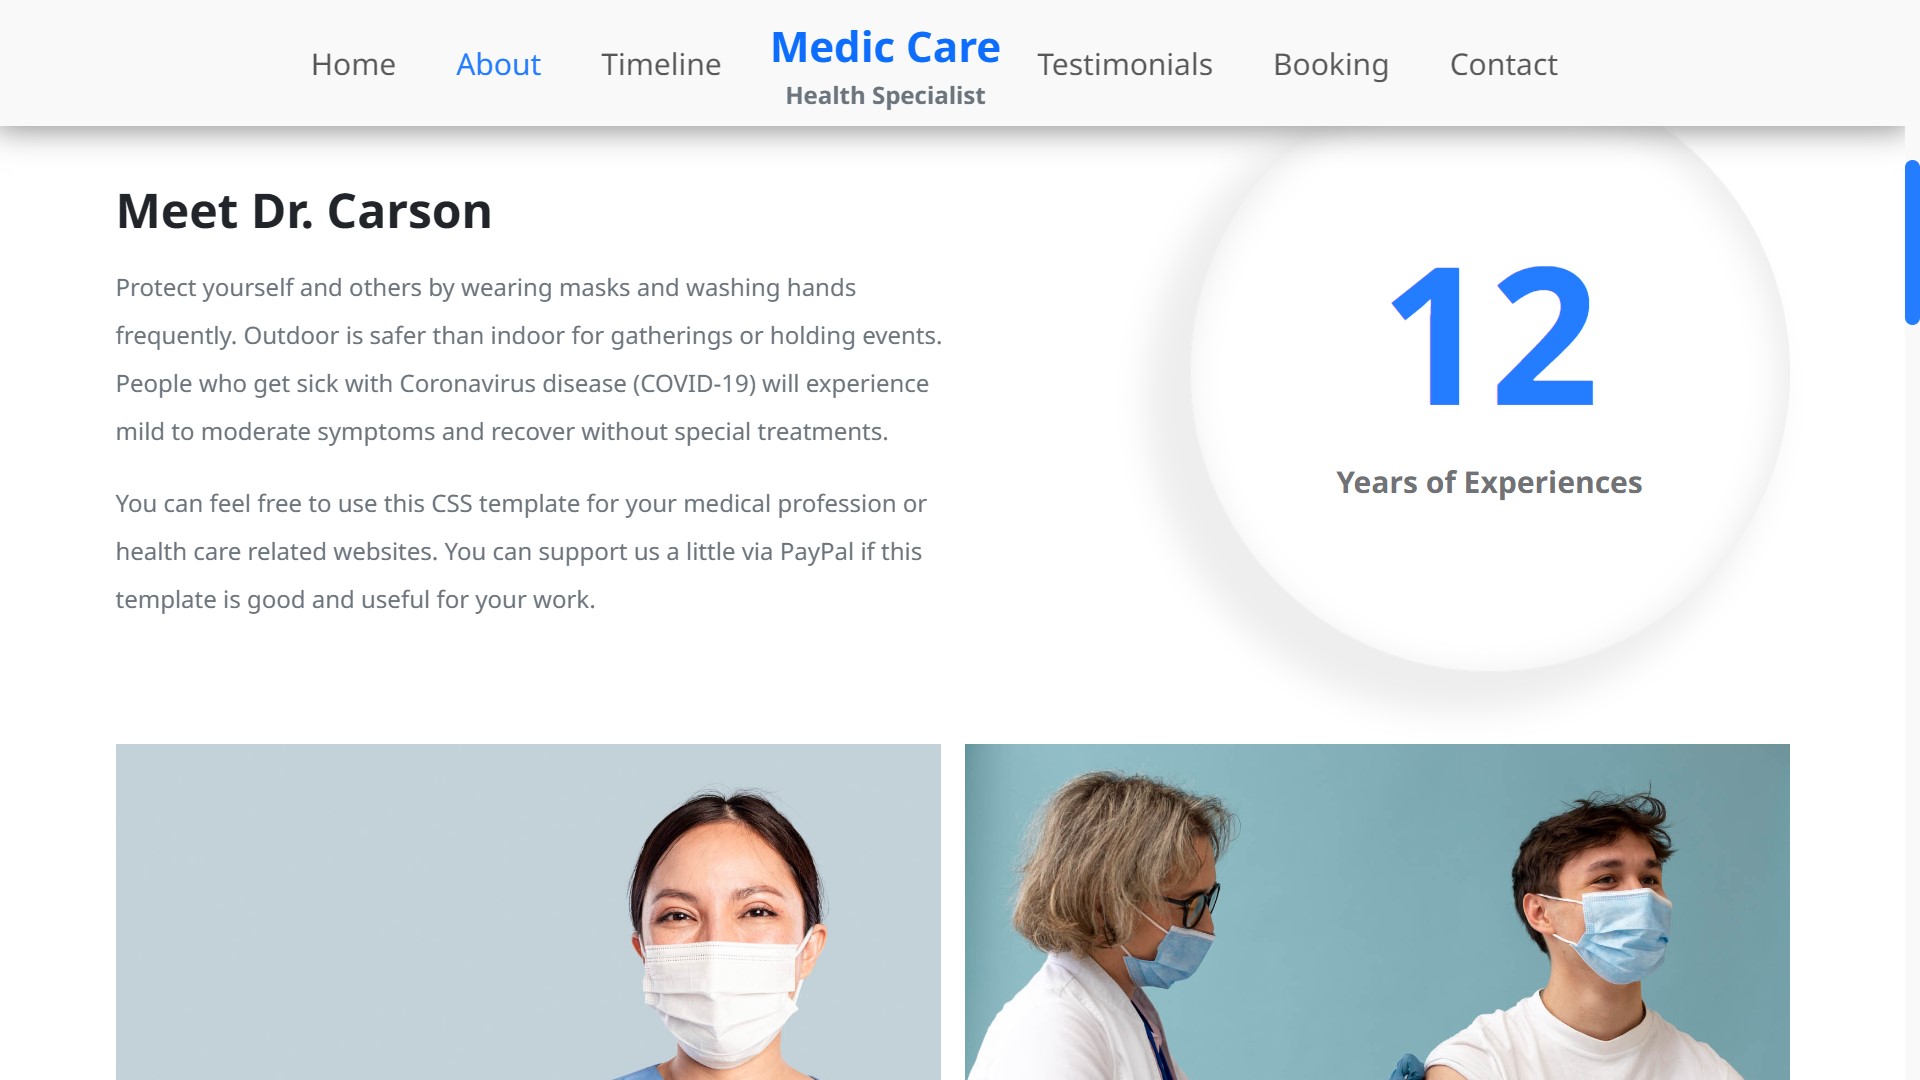 Home About Timeline Medic Care Testimonials Booking Contact
Health Specialist
Meet Dr. Carson
Protect yourself and others by wearing masks and washing hands
frequently. Outdoor is safer than indoor for gatherings or holding events.
People who get sick with Coronavirus disease (COVID-19) will experience
mild to moderate symptoms and recover without special treatments.
You can feel free to use this CSS template for your medical profession or
health care related websites. You can support us a little via PayPal if this
template is good and useful for your work.
12
Years of Experiences